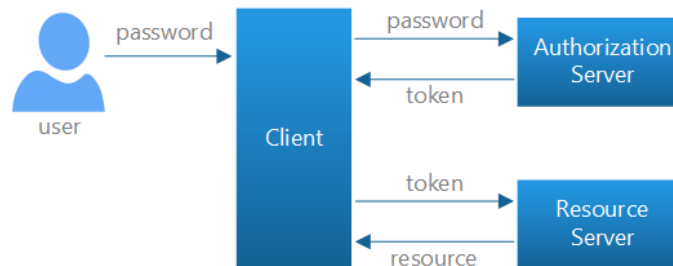 password
user
Client
password
token
Authorization
Server
token
resource
Resource
Server